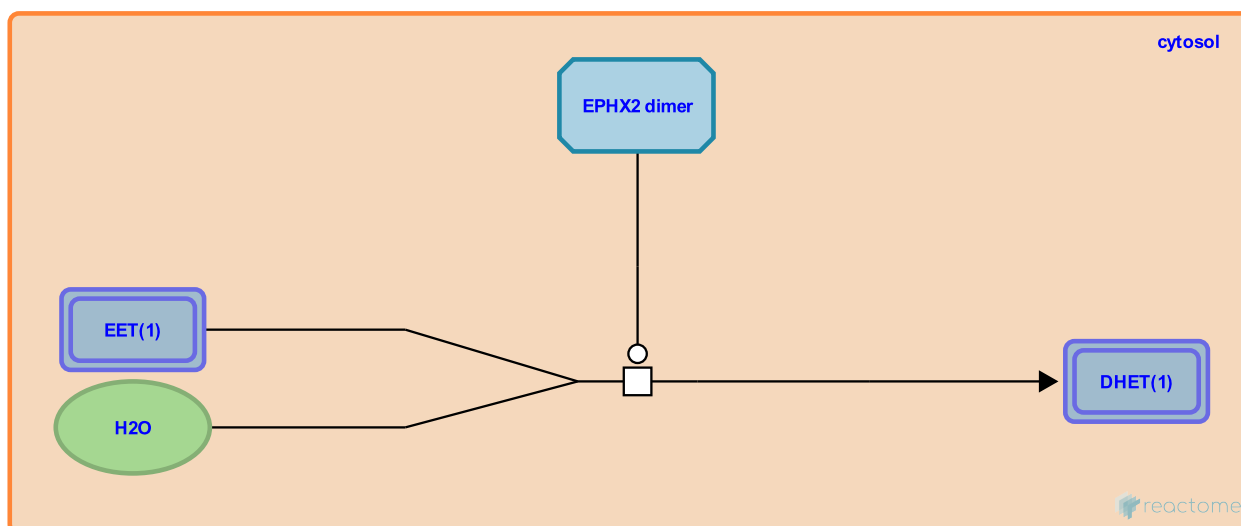 cytosol
EPHX2 dimer
EET(1)
DHET(1)
H2O
reactome